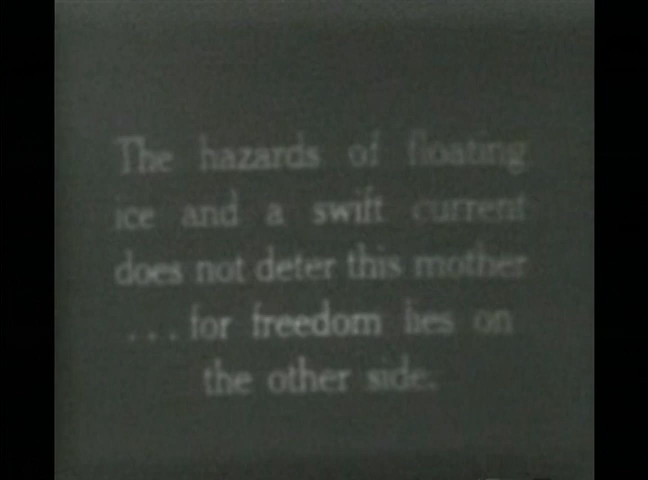 The hazards of floating
ice and a swift current
does not deter this mother
...for freedom lies on
the other side.